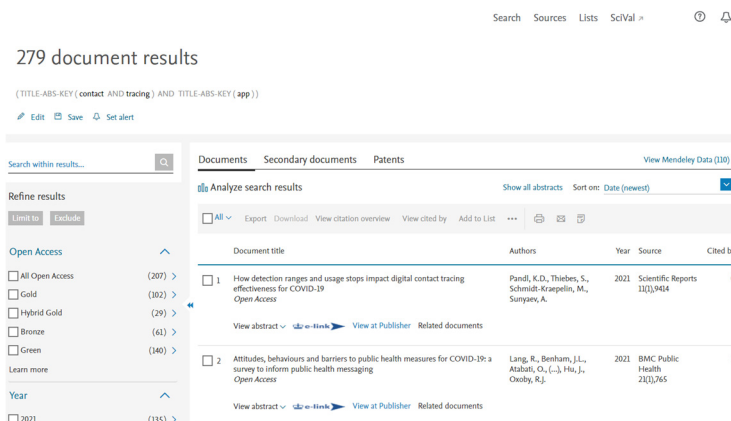 Search Sources Lists SciVal
279 document results
( TITLE-ABS-KEY ( contact AND tracing ) AND TITLE-ABS-KEY ( app ) )
Edit Save Set alert
Search within results...
Documents Secondary documents Patents View Mendeley Data (110)
Analyze search results Show all abstracts Sort on: Date (newest)
Refine results
Limit to Exclude
All Export Download View citation overview View cited by Add to List ...
Open Access
Document title Authors Year Source Cited b
All Open Access (207)
Gold (102)
Hybrid Gold (29)
Bronze (61)
Green (140)
Learn more
Year
2021 (135)
1 How detection ranges and usage stops impact digital contact tracing
effectiveness for COVID-19
Open Access
Pandl, K.D., Thiebes, S.,
Schmidt-Kraepelin, M.,
Sunyaev, A.
2021 Scientific Reports
11(1),9414
View abstract e-link View at Publisher Related documents
2 Attitudes, behaviours and barriers to public health measures for COVID-19: a
survey to inform public health messaging
Open Access
Lang, R., Benham, J.L.,
Atabati, O., (...), Hu, J.,
Oxoby, R.J.
2021 BMC Public
Health
21(1),765
View abstract e-link View at Publisher Related documents